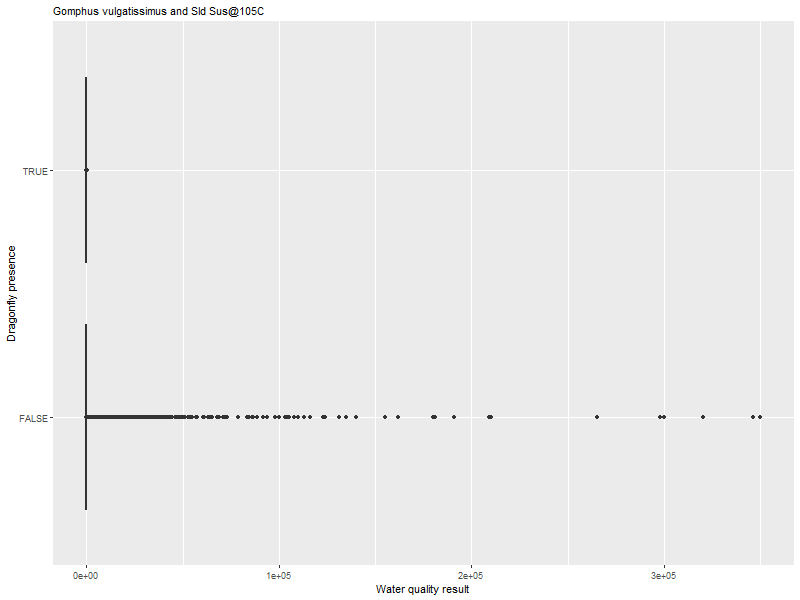 Gomphus vulgatissimus and Sld Sus@105C
TRUE
Dragonfly presence
FALSE
0e+00
1e+05
2e+05
3e+05
Water quality result